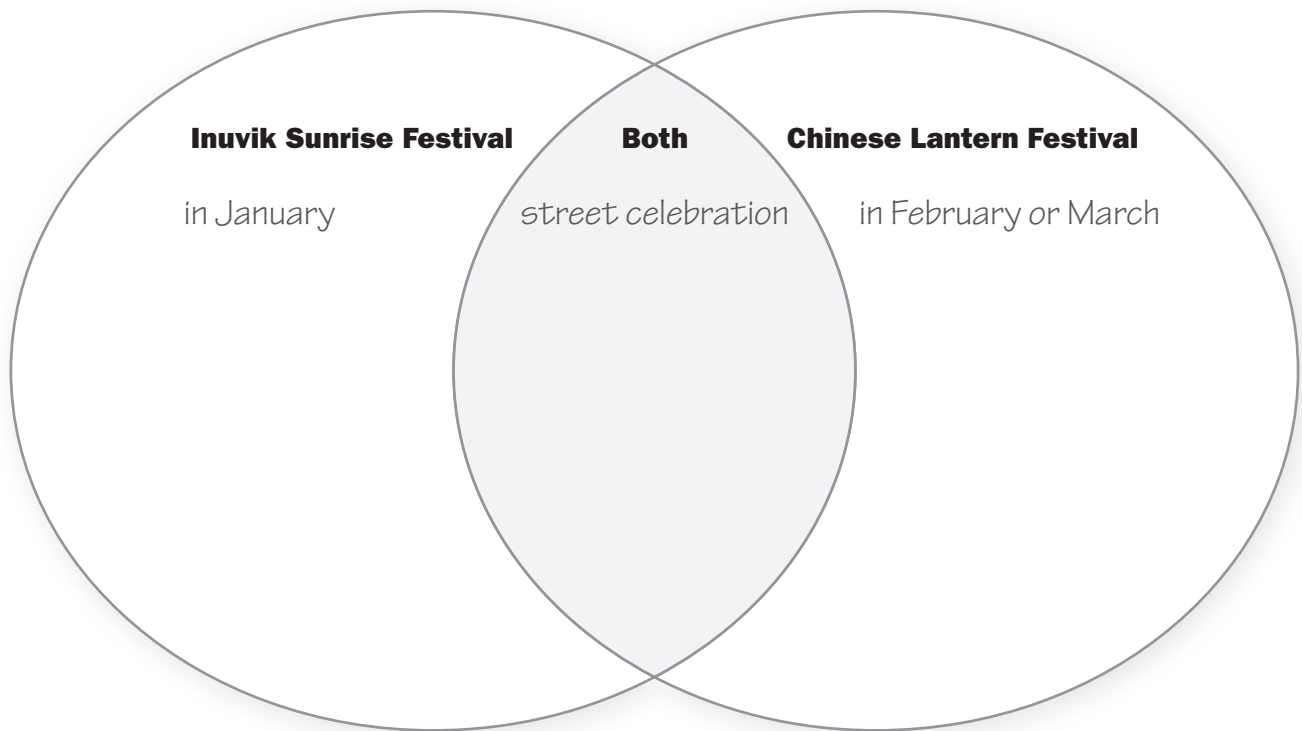 Inuvik Sunrise Festival
in January
Both
street celebration
Chinese Lantern Festival
in February or March